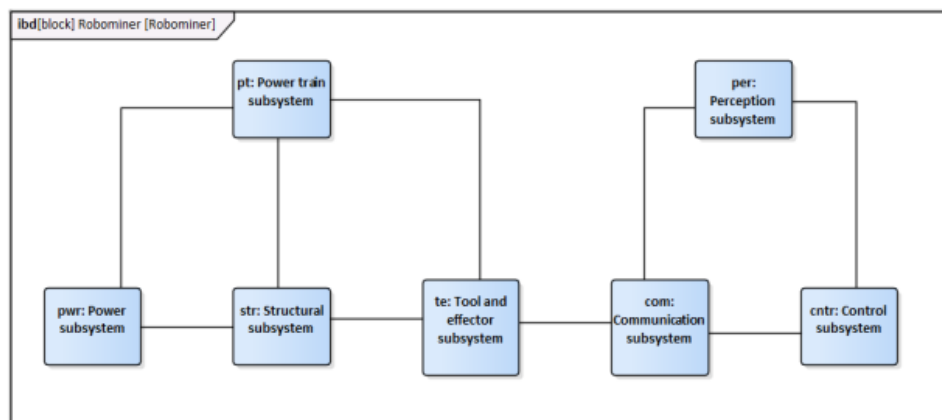 ibd[block] Robominer [Robominer]
pt: Power train
subsystem
per:
Perception
subsystem
pwr: Power
subsystem
str: Structural
subsystem
te: Tool and
effector
subsystem
com:
Communication
subsystem
cntr: Control
subsystem